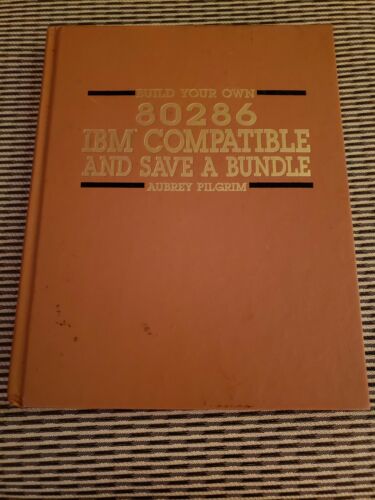 BUILD YOUR OWN
80286
IBM® COMPATIBLE
AND SAVE A BUNDLE
AUBREY PILGRIM